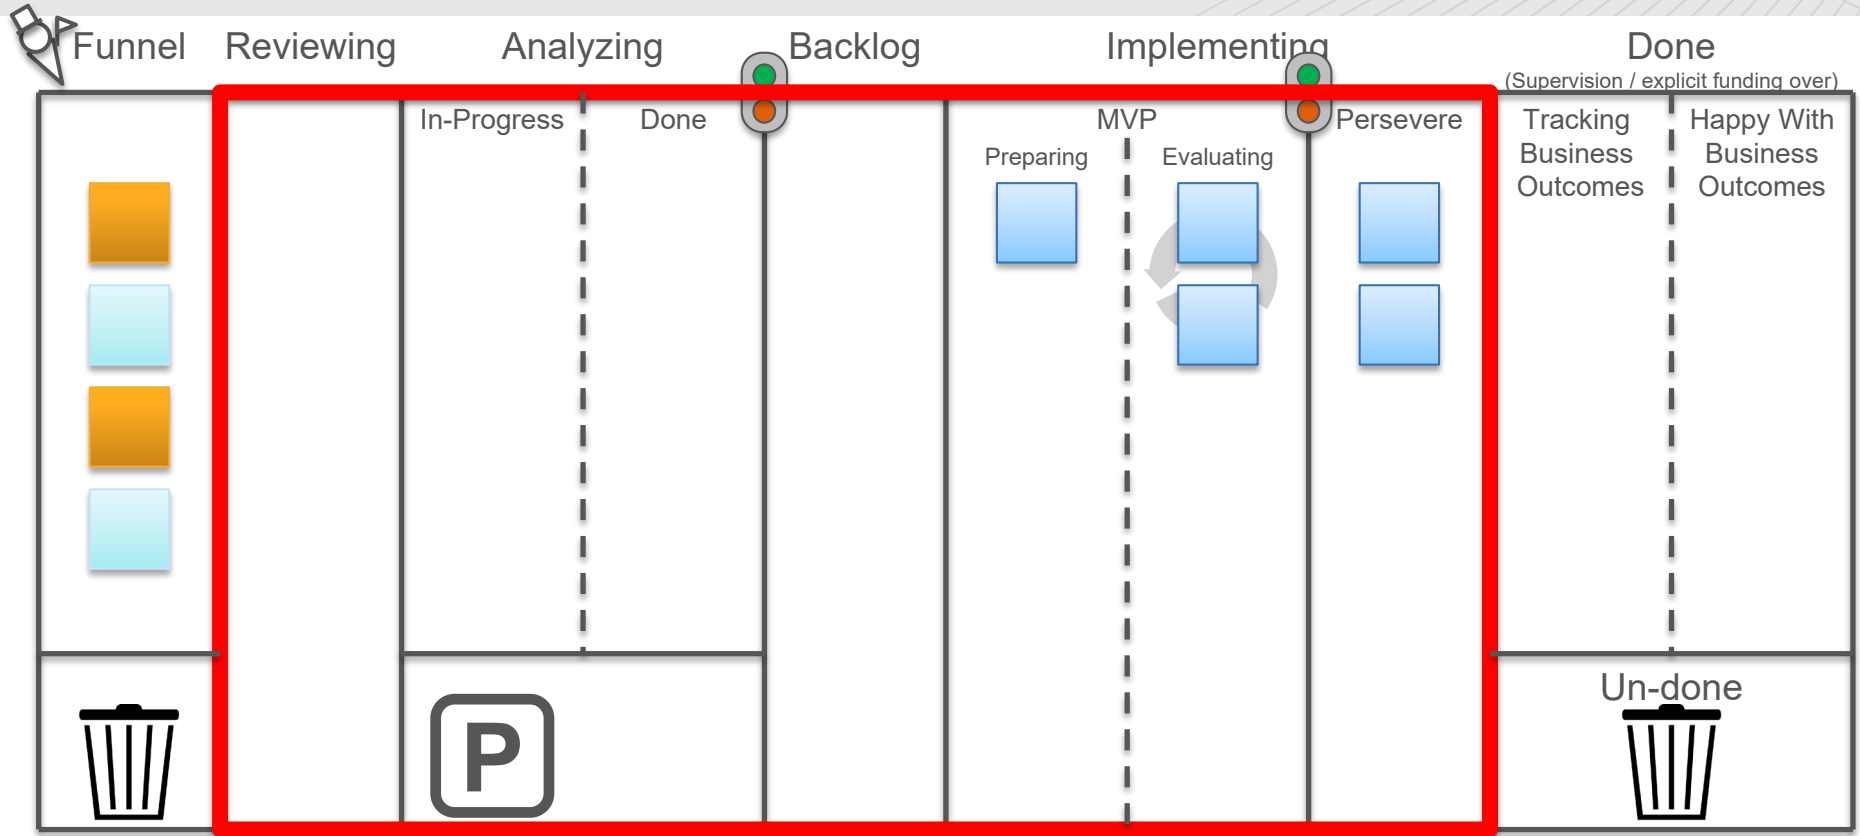 Funnel
Reviewing
Analyzing
Backlog
Implementing
Done
(Supervision / explicit funding over)
In-Progress
Done
MVP
Preparing
Evaluating
Persevere
Tracking
Business
Outcomes
Happy With
Business
Outcomes
P
Un-done